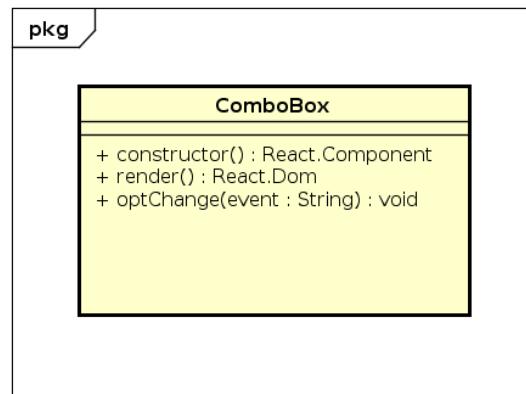 pkg
ComboBox
+ constructor() : React.Component
+ render() : React.Dom
+ optChange(event : String) : void